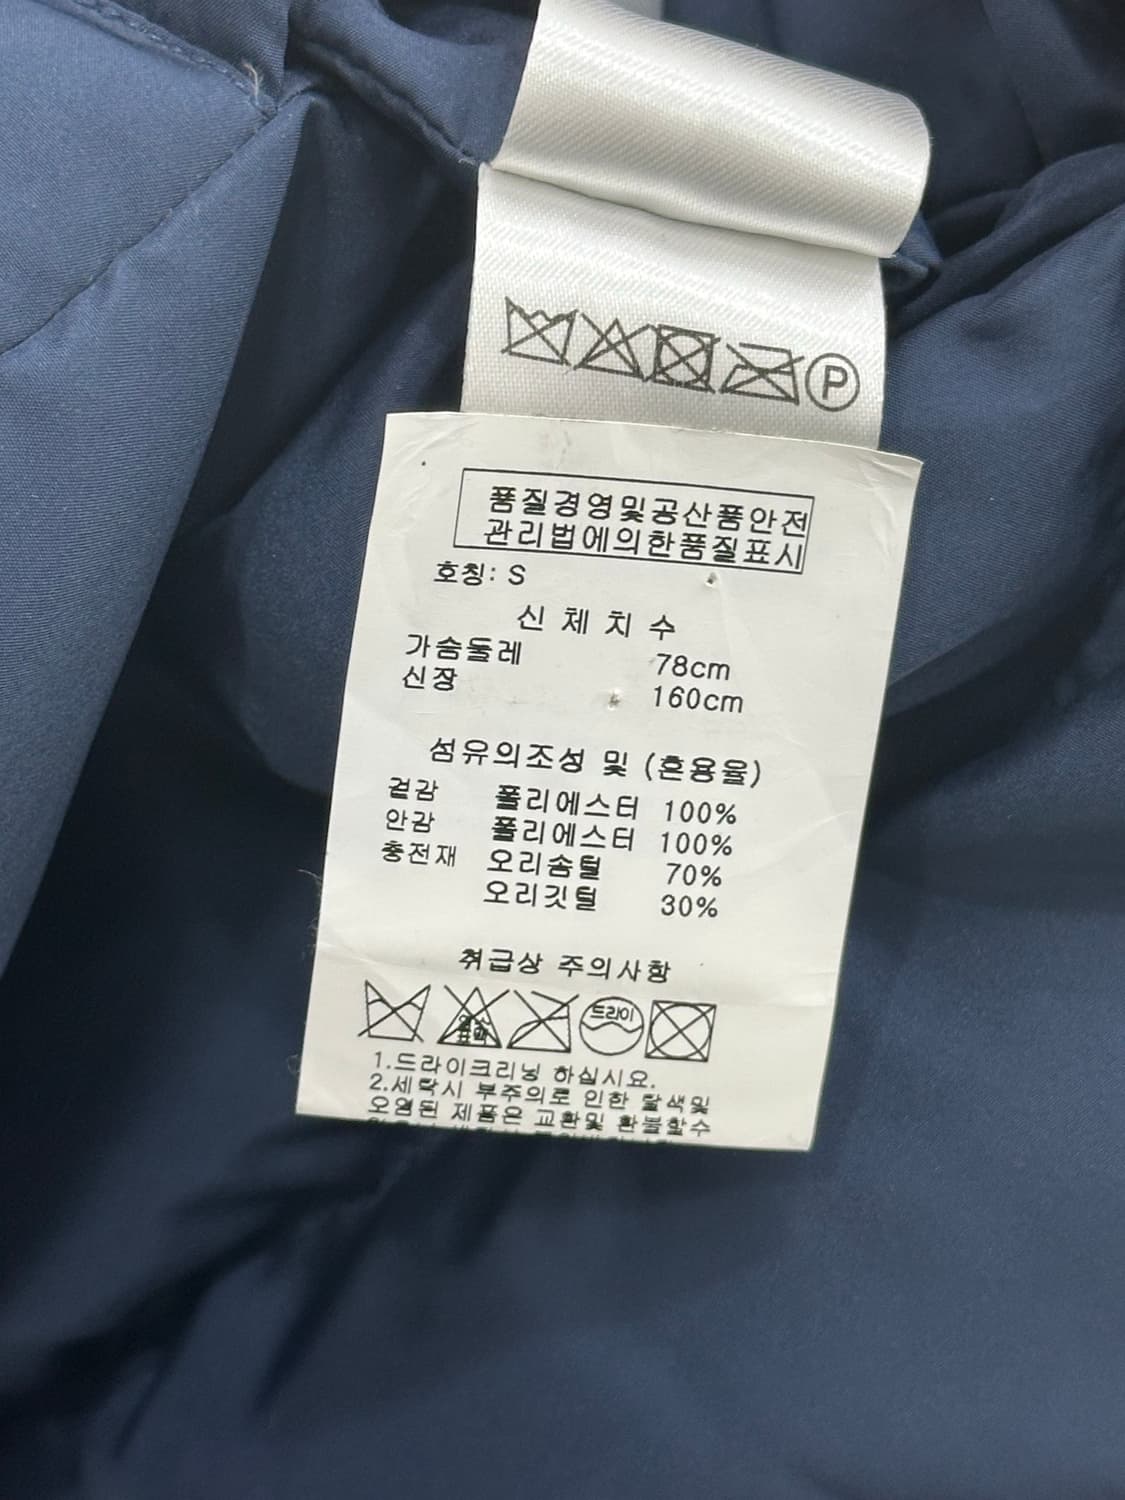 P
품질경영및공산품안전
관리법에의한품질표시
호칭: S
신 체 치 수
가슴둘레 78cm
신장 160cm
섬유의조성 및 (혼용율)
겉감 폴리에스터 100%
안감 폴리에스터 100%
충전재 오리솜털 70%
오리깃털 30%
취급상 주의사항
드라이
1.드라이크리닝 하십시요.
2.세탁시 부주의로 인한 탈색및
오염된 제품은 교환및 환불할수